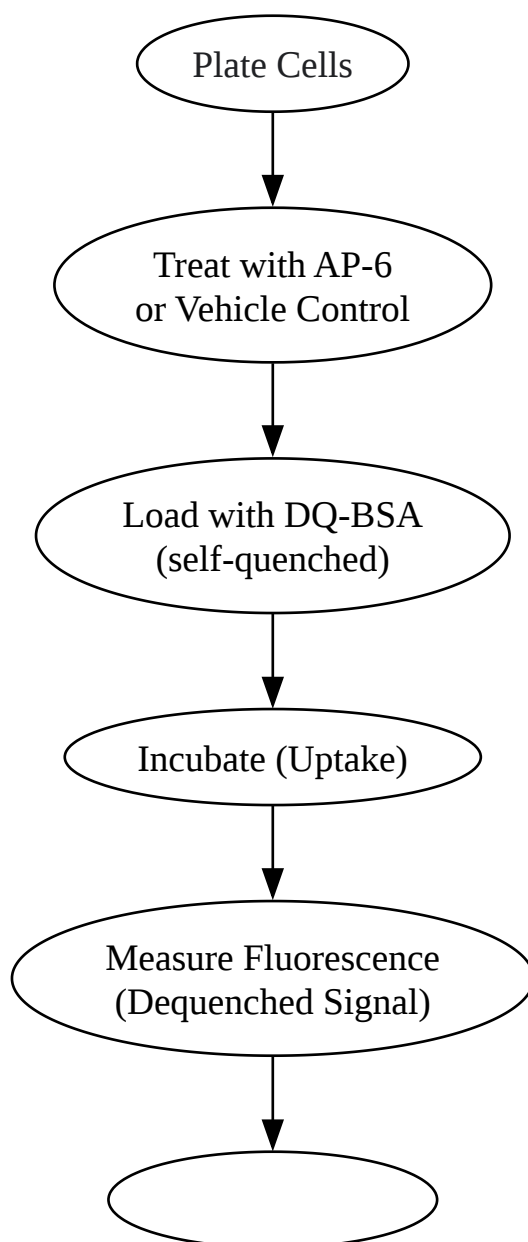 Plate Cells
Treat with AP-6
or Vehicle Control
Load with DQ-BSA
(self-quenched)
Incubate (Uptake)
Measure Fluorescence
(Dequenched Signal)